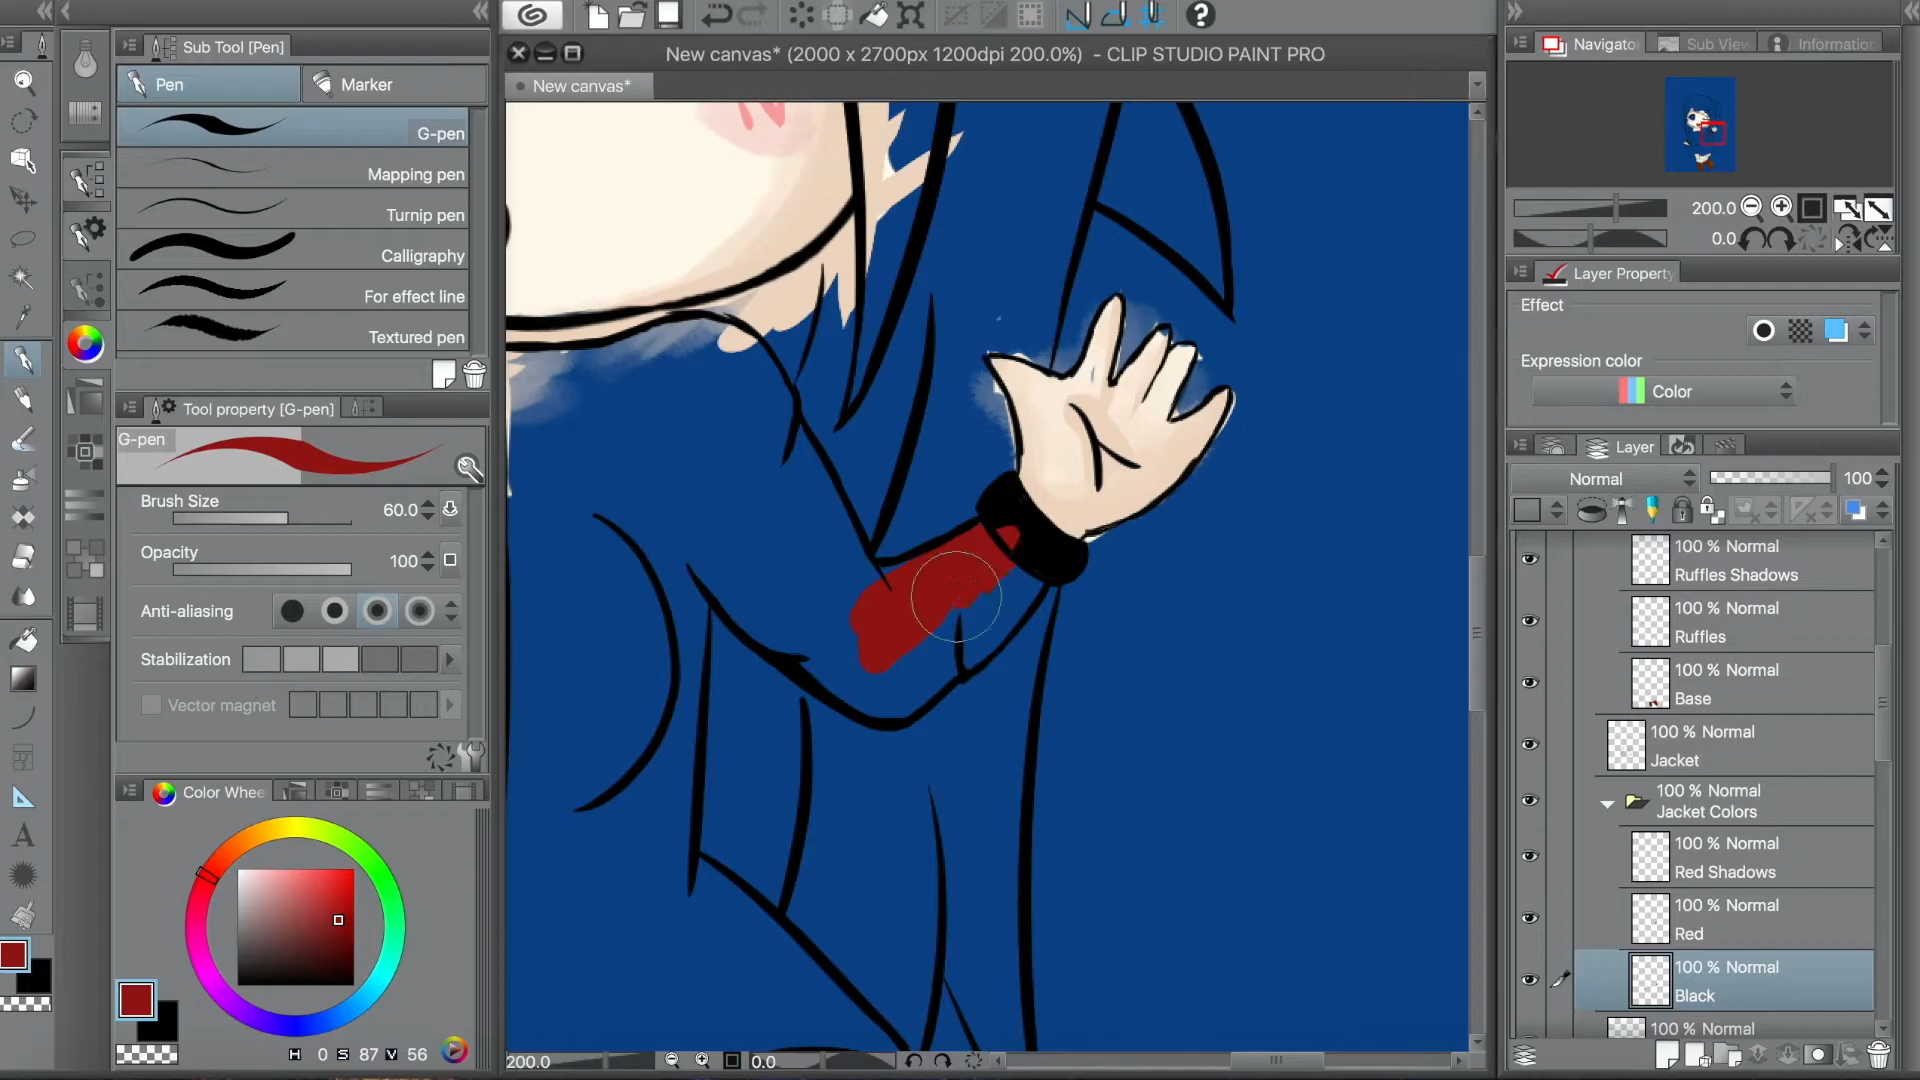 Sub Tool [Pen]
Pen
Marker
G-pen
Mapping pen
Turnip pen
Calligraphy
For effect line
Textured pen
Tool property [G-pen]
G-pen
Brush Size
60.0
Opacity
100
Anti-aliasing
Stabilization
Vector magnet
Color Whee
H 0 S 87 V 56
New canvas* (2000 x 2700px 1200dpi 200.0%) - CLIP STUDIO PAINT PRO
New canvas*
200.0
0.0
Navigator
Sub View
Information
200.0
0.0
Layer Property
Effect
Expression color
Color
Layer
Normal
100
100 % Normal
Ruffles Shadows
100 % Normal
Ruffles
100 % Normal
Base
100 % Normal
Jacket
100 % Normal
Jacket Colors
100 % Normal
Red Shadows
100 % Normal
Red
100 % Normal
Black
100 % Normal